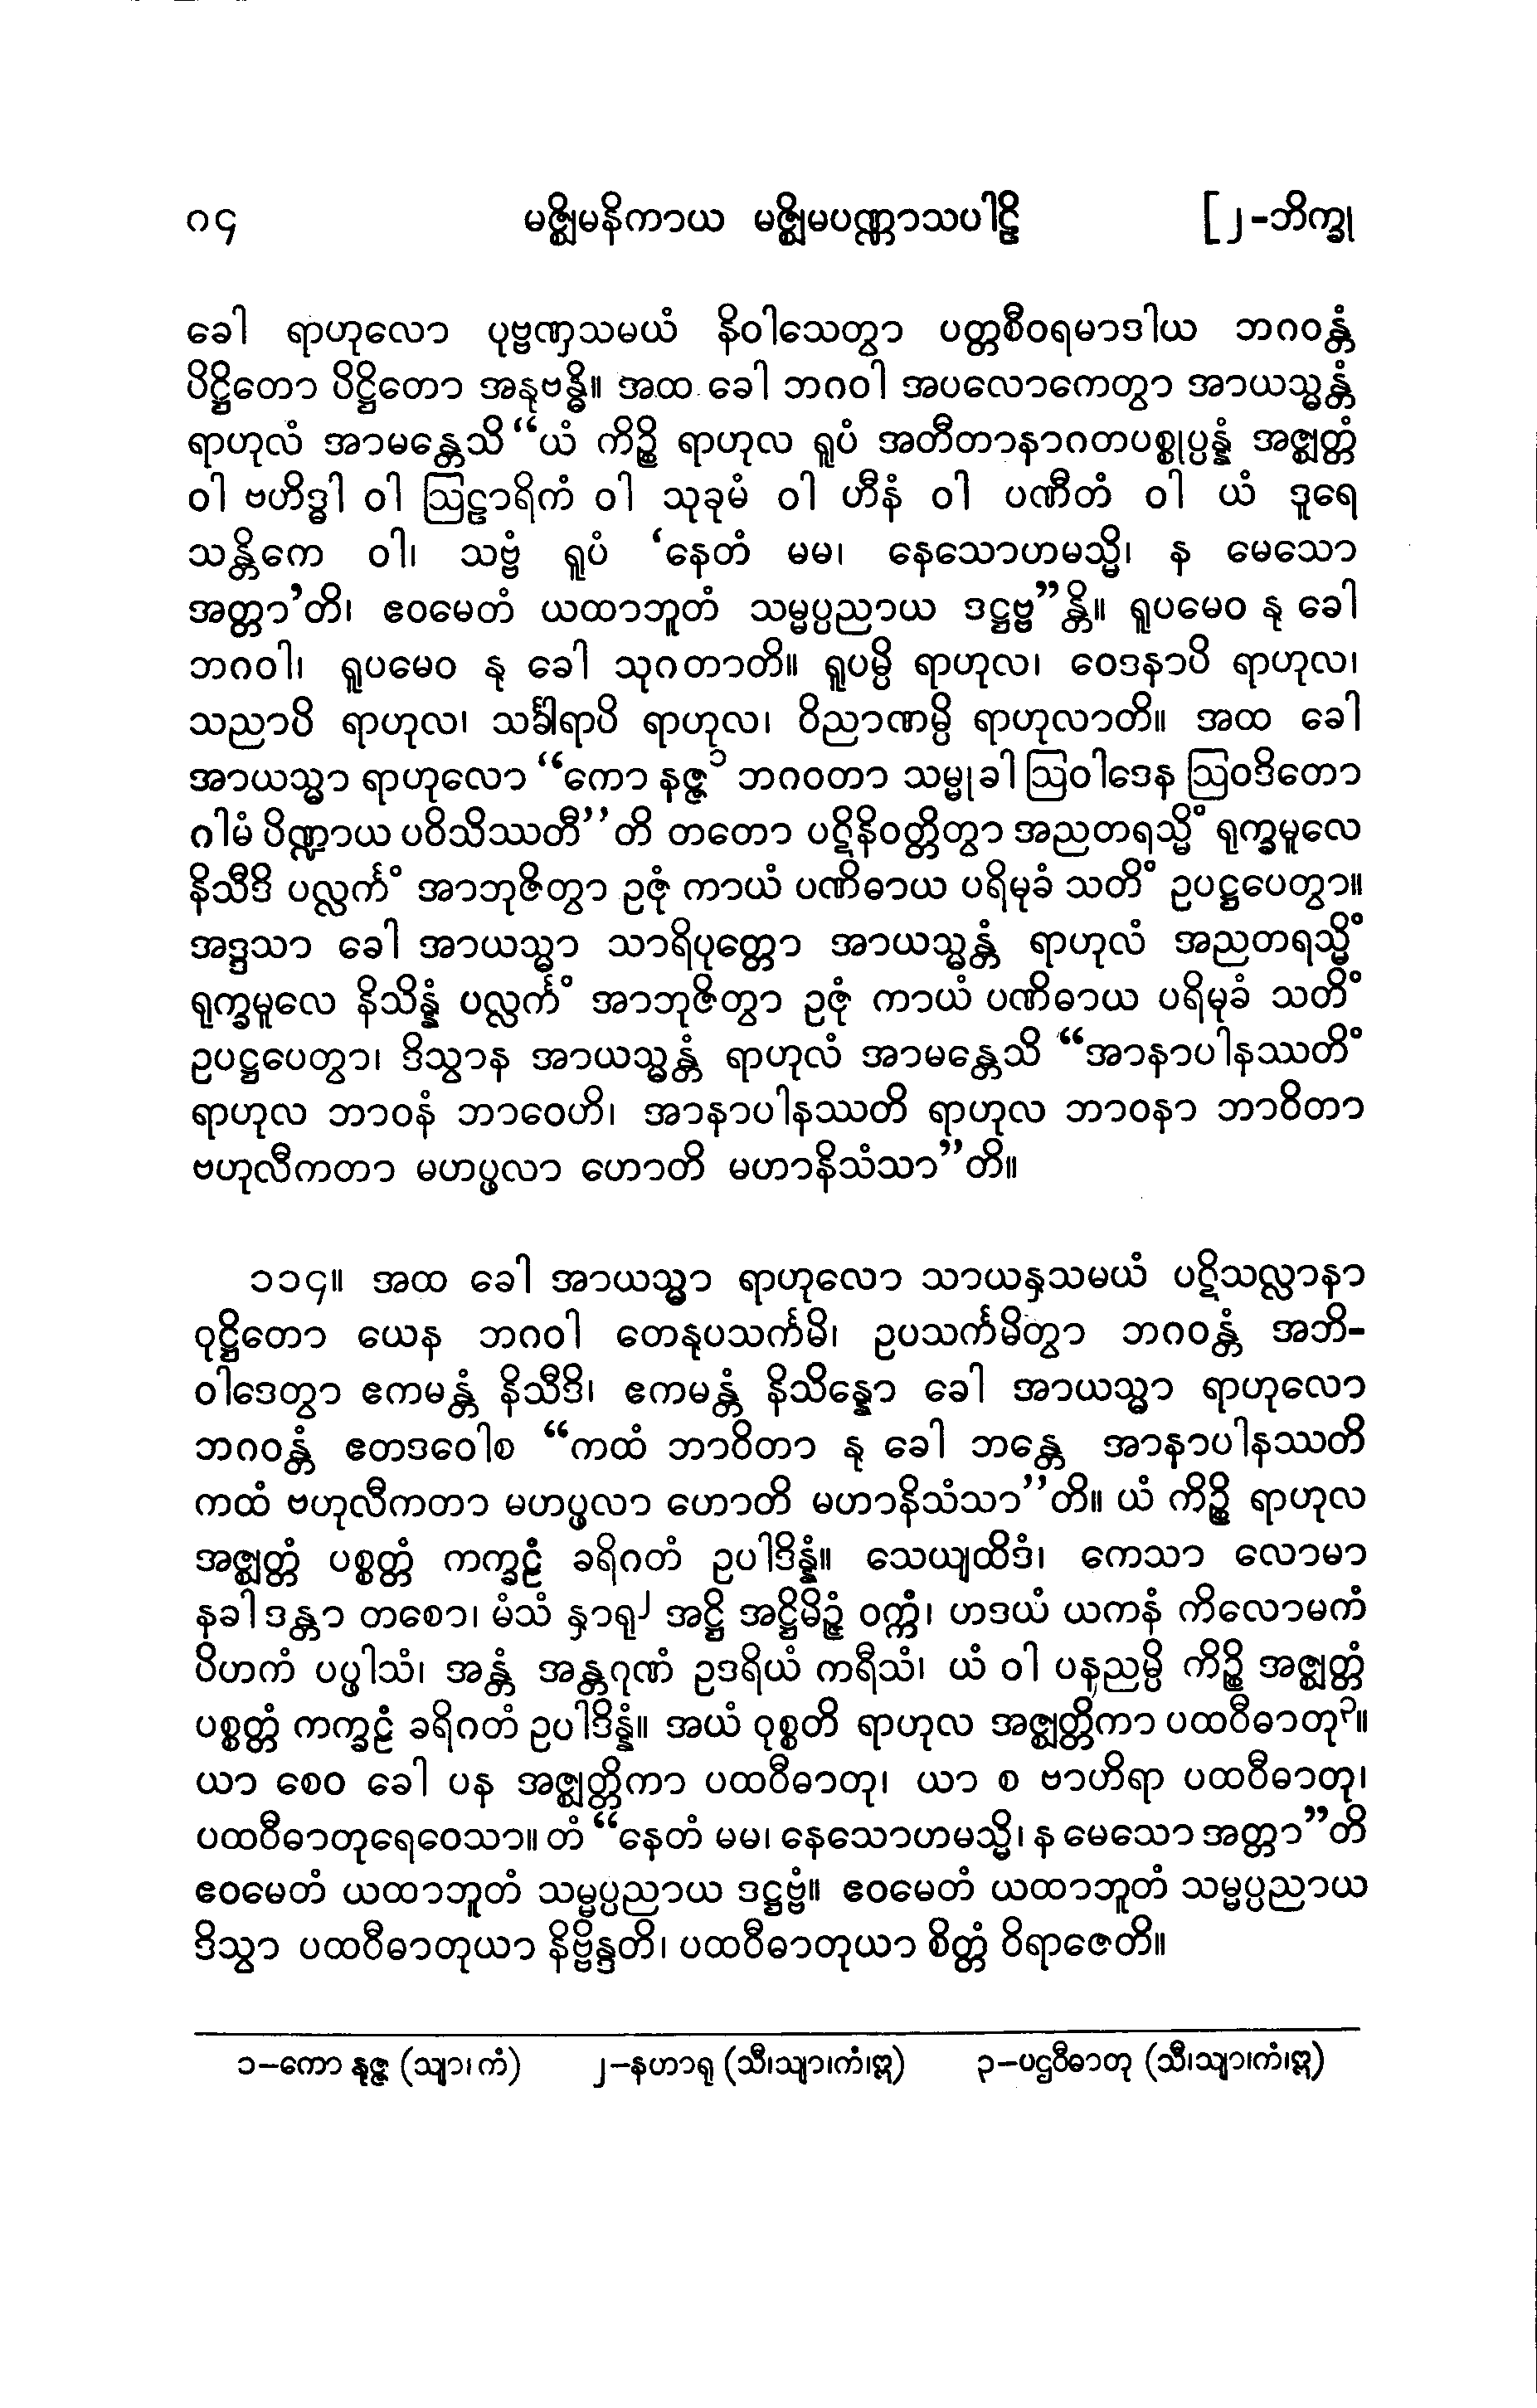 ၈၄ မဇ္ဈိမနိကာယ မဇ္ဈိမပဏ္ဏာသပါဠိ [၂-ဘိက္ခု
ခေါ ရာဟုလော ပုဗ္ဗဏှသမယံ နိဝါသေတွာ ပတ္တစီဝရမာဒါယ ဘဂဝန္တံ
ပိဋ္ဌိတော ပိဋ္ဌိတော အနုဗန္ဓိ။ အထ ခေါ ဘဂဝါ အပလောကေတွာ အာယသ္မန္တံ
ရာဟုလံ အာမန္တေသိ “ယံ ကိဉ္စိ ရာဟုလ ရူပံ အတီတာနာဂတပစ္စုပ္ပန္နံ အဇ္ဈတ္တံ
ဝါ ဗဟိဒ္ဓါ ဝါ ဩဠာရိကံ ဝါ သုခုမံ ဝါ ဟီနံ ဝါ ပဏီတံ ဝါ ယံ ဒူရေ
သန္တိကေ ဝါ၊ သဗ္ဗံ ရူပံ ‘နေတံ မမ၊ နေသောဟမသ္မိ၊ န မေသော
အတ္တာ’တိ၊ ဧဝမေတံ ယထာဘူတံ သမ္မပ္ပညာယ ဒဋ္ဌဗ္ဗ”န္တိ။ ရူပမေဝ နု ခေါ
ဘဂဝါ၊ ရူပမေဝ နု ခေါ သုဂတာတိ။ ရူပမ္ပိ ရာဟုလ၊ ဝေဒနာပိ ရာဟုလ၊
သညာပိ ရာဟုလ၊ သင်္ခါရာပိ ရာဟုလ၊ ဝိညာဏမ္ပိ ရာဟုလာတိ။ အထ ခေါ
အာယသ္မာ ရာဟုလော “ကော နဇ္ဇ၁ ဘဂဝတာ သမ္မုခါ ဩဝါဒေန ဩဝဒိတော
ဂါမံ ပိဏ္ဍာယ ပဝိသိဿတီ”တိ တတော ပဋိနိဝတ္တိတွာ အညတရသ္မိံ ရုက္ခမူလေ
နိသီဒိ ပလ္လင်္ကံ အာဘုဇိတွာ ဥဇုံ ကာယံ ပဏိဓာယ ပရိမုခံ သတိံ ဥပဋ္ဌပေတွာ။
အဒ္ဒသာ ခေါ အာယသ္မာ သာရိပုတ္တော အာယသ္မန္တံ ရာဟုလံ အညတရသ္မိံ
ရုက္ခမူလေ နိသိန္နံ ပလ္လင်္ကံ အာဘုဇိတွာ ဥဇုံ ကာယံ ပဏိဓာယ ပရိမုခံ သတိံ
ဥပဋ္ဌပေတွာ၊ ဒိသွာန အာယသ္မန္တံ ရာဟုလံ အာမန္တေသိ “အာနာပါနဿတိံ
ရာဟုလ ဘာဝနံ ဘာဝေဟိ၊ အာနာပါနဿတိ ရာဟုလ ဘာဝနာ ဘာဝိတာ
ဗဟုလီကတာ မဟပ္ဖလာ ဟောတိ မဟာနိသံသာ”တိ။
၁၁၄။ အထ ခေါ အာယသ္မာ ရာဟုလော သာယနှသမယံ ပဋိသလ္လာနာ
ဝုဋ္ဌိတော ယေန ဘဂဝါ တေနုပသင်္ကမိ၊ ဥပသင်္ကမိတွာ ဘဂဝန္တံ အဘိ-
ဝါဒေတွာ ဧကမန္တံ နိသီဒိ၊ ဧကမန္တံ နိသိန္နော ခေါ အာယသ္မာ ရာဟုလော
ဘဂဝန္တံ ဧတဒဝေါစ “ကထံ ဘာဝိတာ နု ခေါ ဘန္တေ အာနာပါနဿတိ
ကထံ ဗဟုလီကတာ မဟပ္ဖလာ ဟောတိ မဟာနိသံသာ”တိ။ ယံ ကိဉ္စိ ရာဟုလ
အဇ္ဈတ္တံ ပစ္စတ္တံ ကက္ခဠံ ခရိဂတံ ဥပါဒိန္နံ။ သေယျထိဒံ၊ ကေသာ လောမာ
နခါ ဒန္တာ တစော၊ မံသံ နှာရု၂ အဋ္ဌိ အဋ္ဌိမိဉ္ဇံ ဝက္ကံ၊ ဟဒယံ ယကနံ ကိလောမကံ
ပိဟကံ ပပ္ဖါသံ၊ အန္တံ အန္တဂုဏံ ဥဒရိယံ ကရီသံ၊ ယံ ဝါ ပနညမ္ပိ ကိဉ္စိ အဇ္ဈတ္တံ
ပစ္စတ္တံ ကက္ခဠံ ခရိဂတံ ဥပါဒိန္နံ။ အယံ ဝုစ္စတိ ရာဟုလ အဇ္ဈတ္တိကာ ပထဝီဓာတု၃။
ယာ စေဝ ခေါ ပန အဇ္ဈတ္တိကာ ပထဝီဓာတု၊ ယာ စ ဗာဟိရာ ပထဝီဓာတု၊
ပထဝီဓာတုရေဝေသာ။ တံ “နေတံ မမ၊ နေသောဟမသ္မိ၊ န မေသော အတ္တာ”တိ
ဧဝမေတံ ယထာဘူတံ သမ္မပ္ပညာယ ဒဋ္ဌဗ္ဗံ။ ဧဝမေတံ ယထာဘူတံ သမ္မပ္ပညာယ
ဒိသွာ ပထဝီဓာတုယာ နိဗ္ဗိန္ဒတိ၊ ပထဝီဓာတုယာ စိတ္တံ ဝိရာဇေတိ။
၁-ကော နုဇ္ဇ (သျာ၊ ကံ) ၂-နဟာရု (သီ၊သျာ၊ကံ၊ဣ) ၃-ပဌဝီဓာတု (သီ၊သျာ၊ကံ၊ဣ)